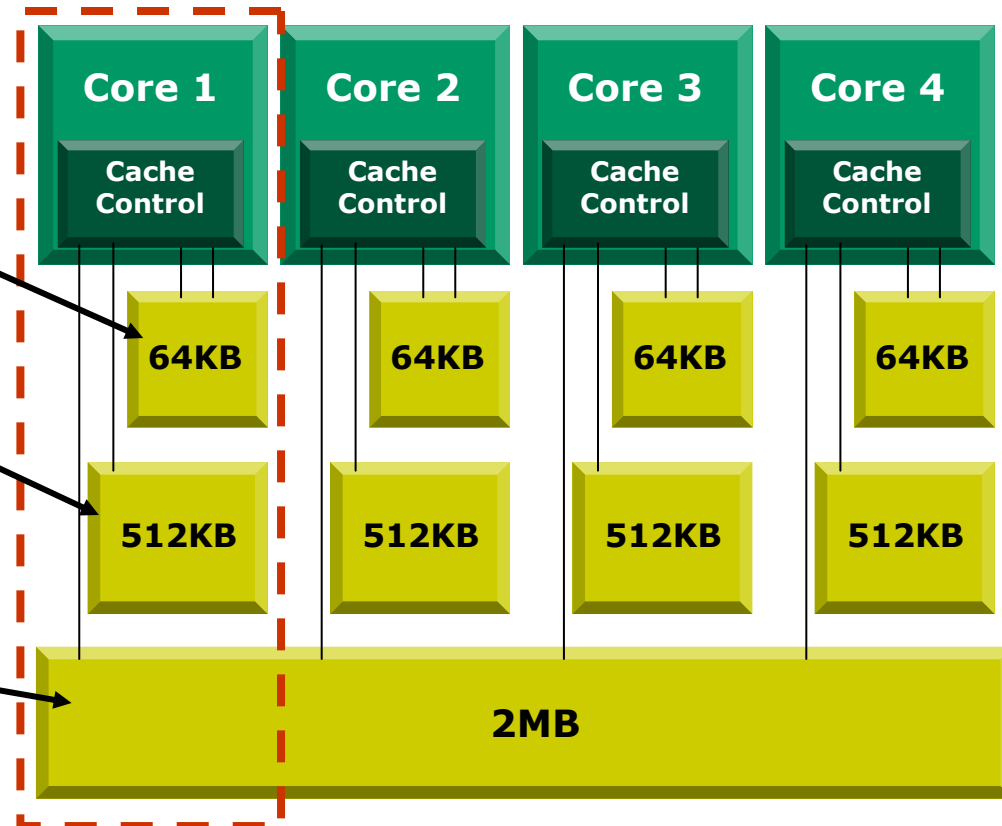 Core 1
Core 2
Core 3
Core 4
Cache
Control
Cache
Control
Cache
Control
Cache
Control
64KB
64KB
64KB
64KB
512KB
512KB
512KB
512KB
2MB